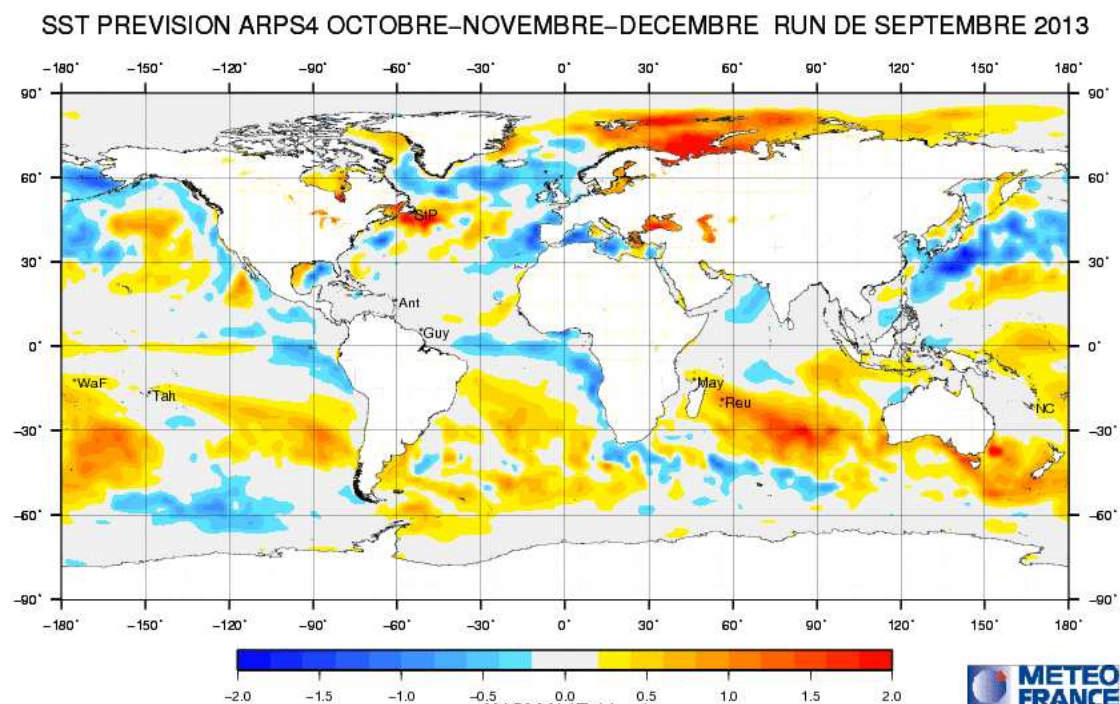 SST PREVISION ARPS4 OCTOBRE-NOVEMBRE-DECEMBRE RUN DE SEPTEMBRE 2013
-180° -150° -120° -90° -60° -30° 0° 30° 60° 90° 120° 150° 180°
90° 90°
60° 60°
SIP
30° 30°
Ant
Guy
0° 0°
WaF Tah May Reu NC
-30° -30°
-60° -60°
-90° -90°
-180° -150° -120° -90° -60° -30° 0° 30° 60° 90° 120° 150° 180°
-2.0 -1.5 -1.0 -0.5 0.0 0.5 1.0 1.5 2.0
METEO
FRANCE